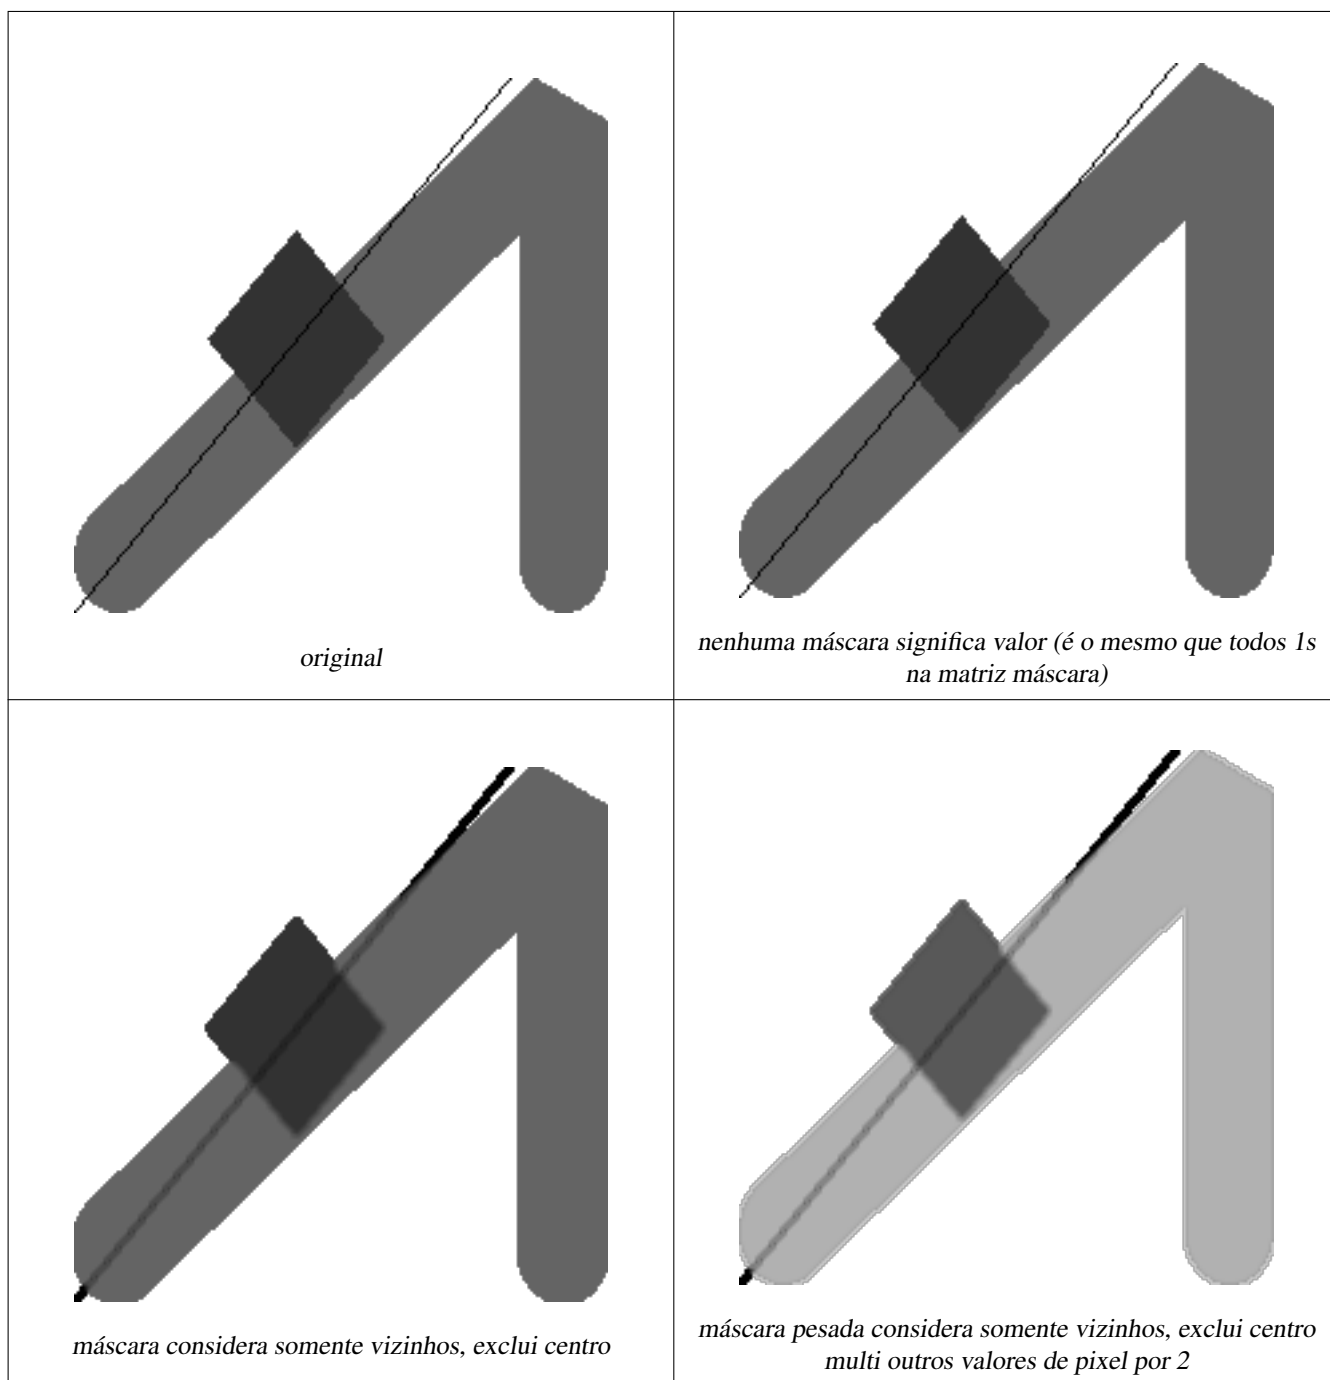 original
nenhuma máscara significa valor (é o mesmo que todos 1s
na matriz máscara)
máscara considera somente vizinhos, exclui centro
máscara pesada considera somente vizinhos, exclui centro
multi outros valores de pixel por 2